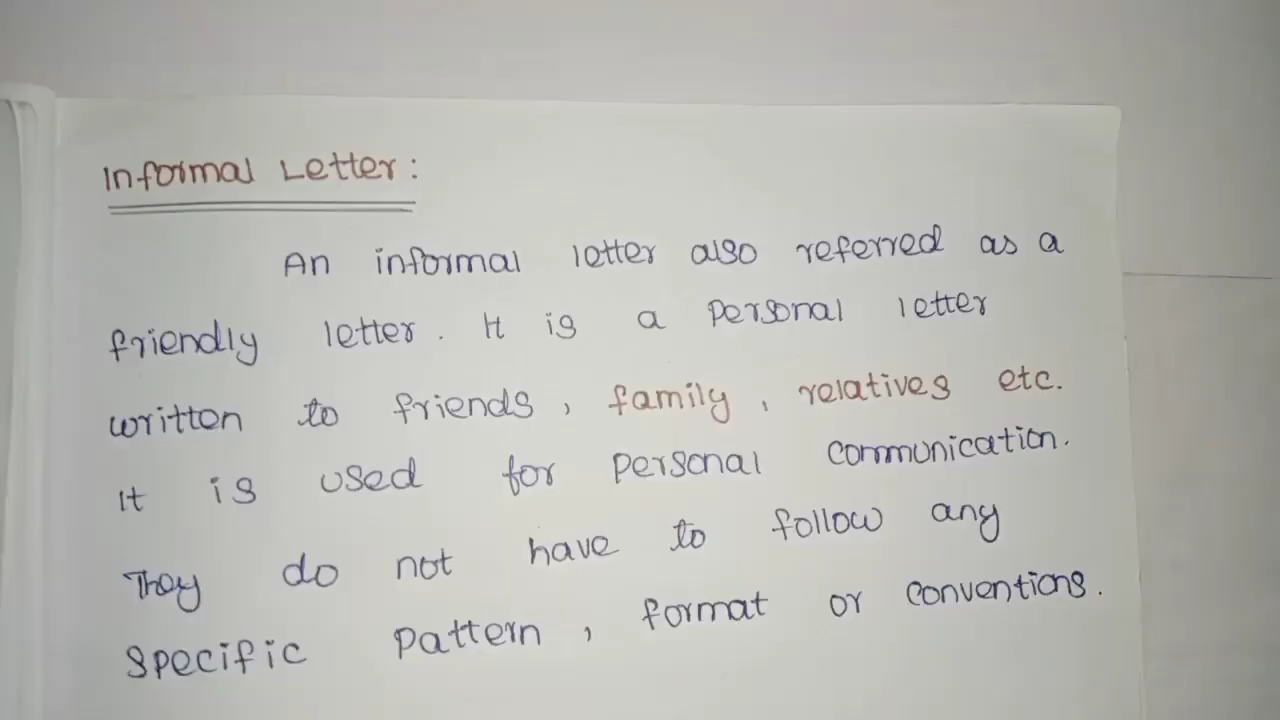 Informal Letter:
An informal letter also referred as a
friendly letter. It is a personal letter
written to friends, family, relatives etc.
It is used for personal communication.
They do not have to follow any
specific pattern, format or conventions.